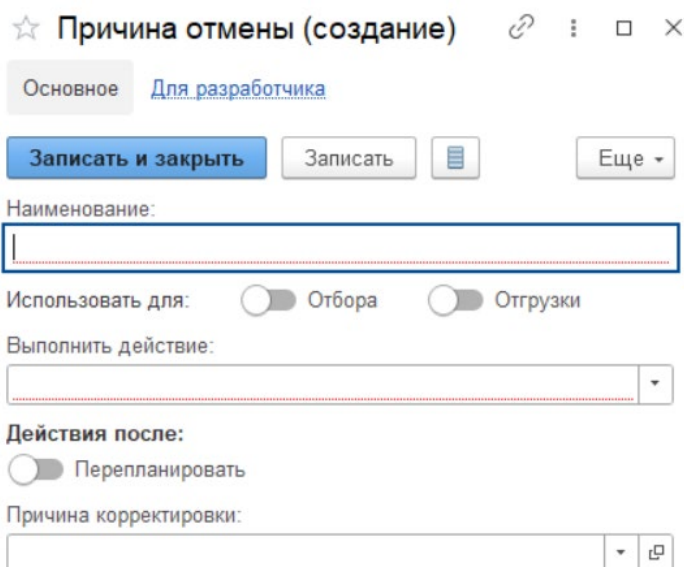 Причина отмены (создание)
Основное Для разработчика
Записать и закрыть Записать Еще
Наименование:
Использовать для: Отбора Отгрузки
Выполнить действие:
Действия после:
Перепланировать
Причина корректировки: